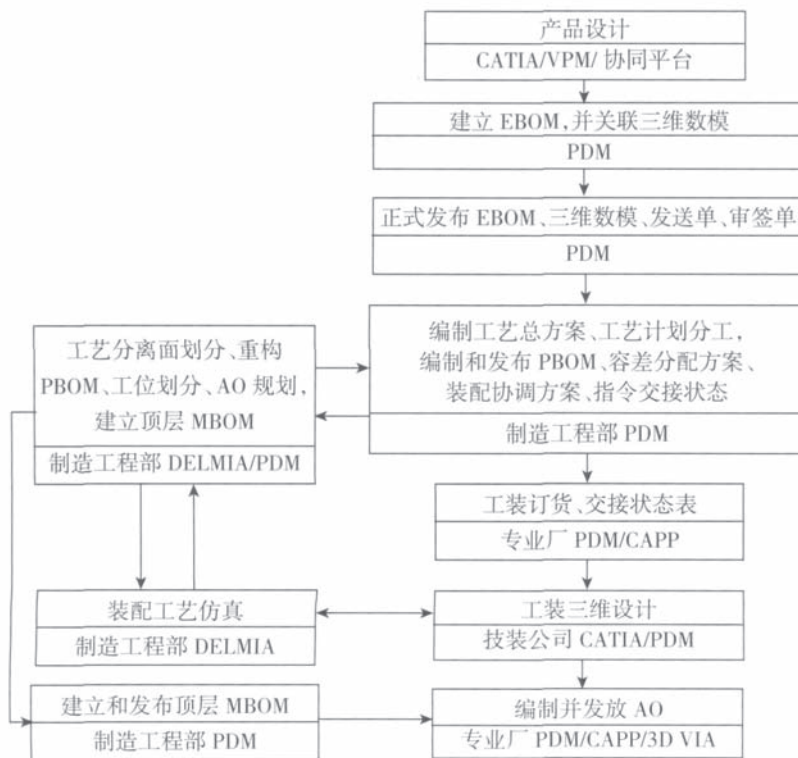 产品设计
CATIA/VPM/ 协同平台
建立 EBOM,并关联三维数模
PDM
正式发布 EBOM、三维数模、发送单、审签单
PDM
工艺分离面划分、重构
PBOM、工位划分、AO 规划,
建立顶层 MBOM
制造工程部 DELMIA/PDM
编制工艺总方案、工艺计划分工,
编制和发布 PBOM、容差分配方案、
装配协调方案、指令交接状态
制造工程部 PDM
工装订货、交接状态表
专业厂 PDM/CAPP
装配工艺仿真
制造工程部 DELMIA
工装三维设计
技装公司 CATIA/PDM
建立和发布顶层 MBOM
制造工程部 PDM
编制并发放 AO
专业厂 PDM/CAPP/3D VIA